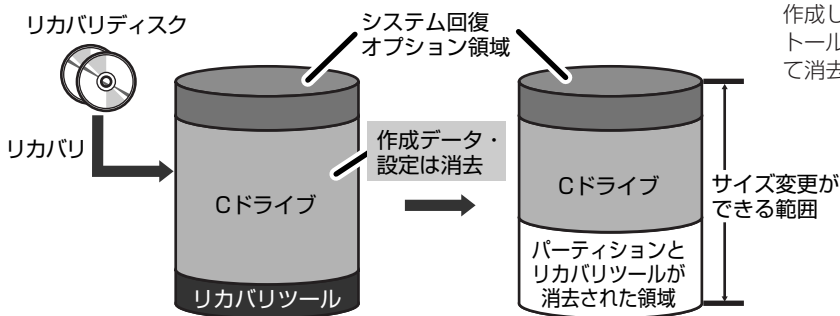 リカバリディスク
システム回復
オプション領域
作成し
トール
て消去
リカバリ
作成データ・
設定は消去
Cドライブ
Cドライブ
サイズ変更が
できる範囲
パーティションと
リカバリツールが
消去された領域
リカバリツール